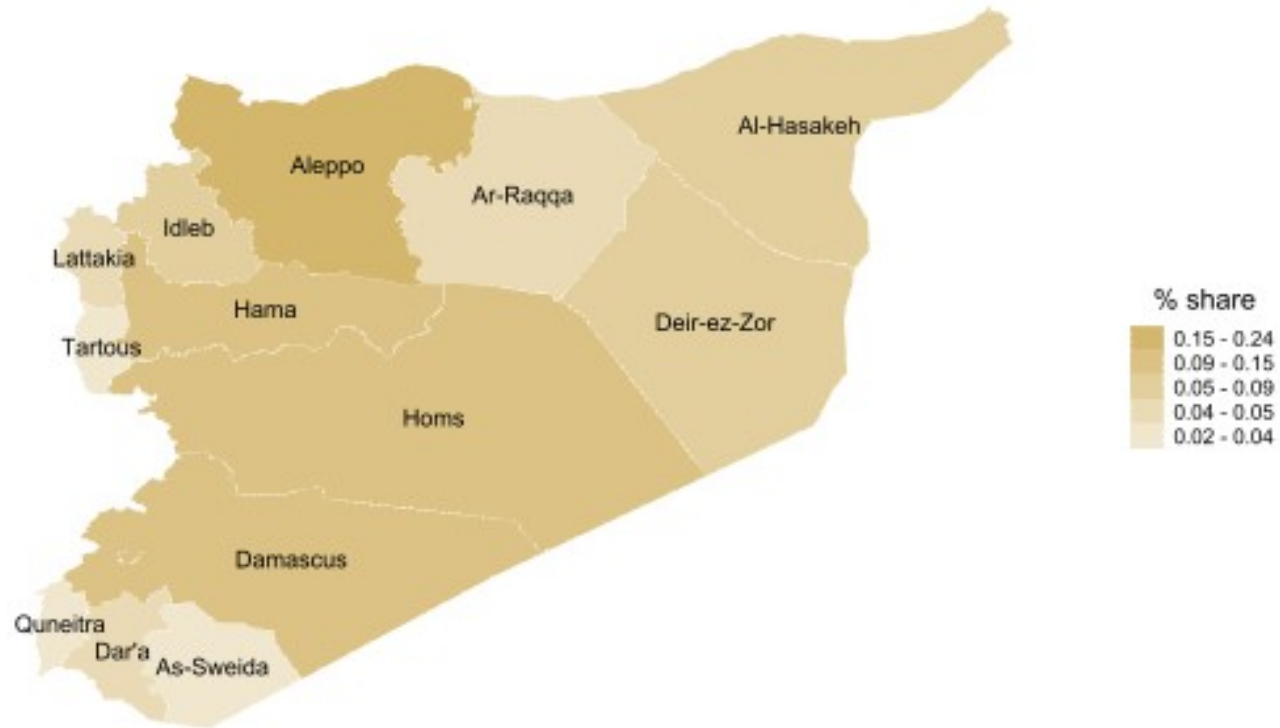 Al-Hasakeh
Aleppo
Ar-Raqqa
Idleb
Lattakia
Hama
Deir-ez-Zor
Tartous
Homs
Damascus
Quneitra
Dar'a
As-Sweida
% share
0.15 - 0.24
0.09 - 0.15
0.05 - 0.09
0.04 - 0.05
0.02 - 0.04